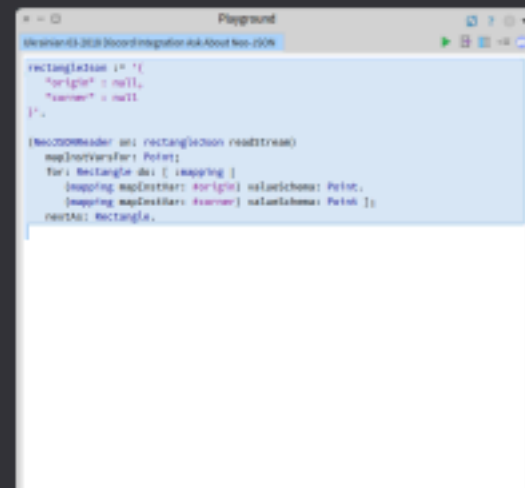 Playground
rectangleJson := '{
"origin" : null,
"corner" : null
}'.
(NeoJSONReader on: rectangleJson readStream)
mapInstVarsFor: Point;
for: Rectangle do: [ :mapping |
(mapping mapInstVar: #origin) valueSchema: Point.
(mapping mapInstVar: #corner) valueSchema: Point ];
nextAs: Rectangle.